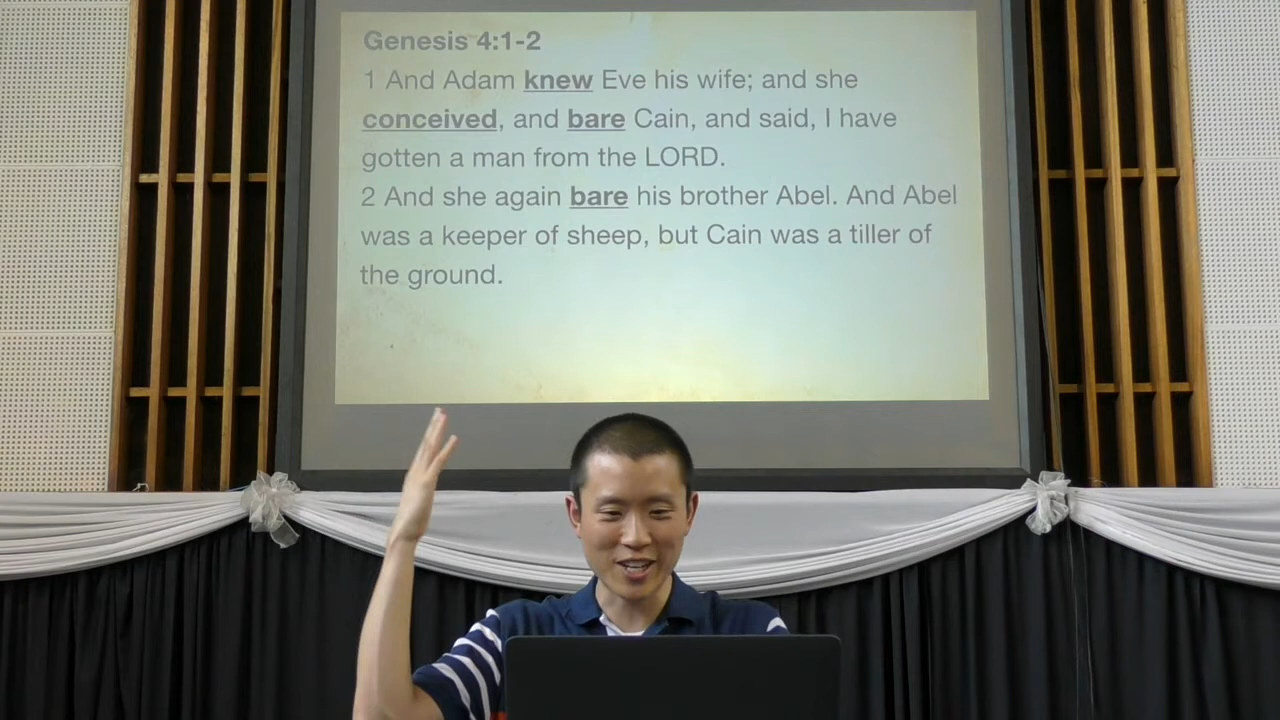 Genesis 4:1-2
1 And Adam knew Eve his wife; and she
conceived, and bare Cain, and said, I have
gotten a man from the LORD.
2 And she again bare his brother Abel. And Abel
was a keeper of sheep, but Cain was a tiller of
the ground.